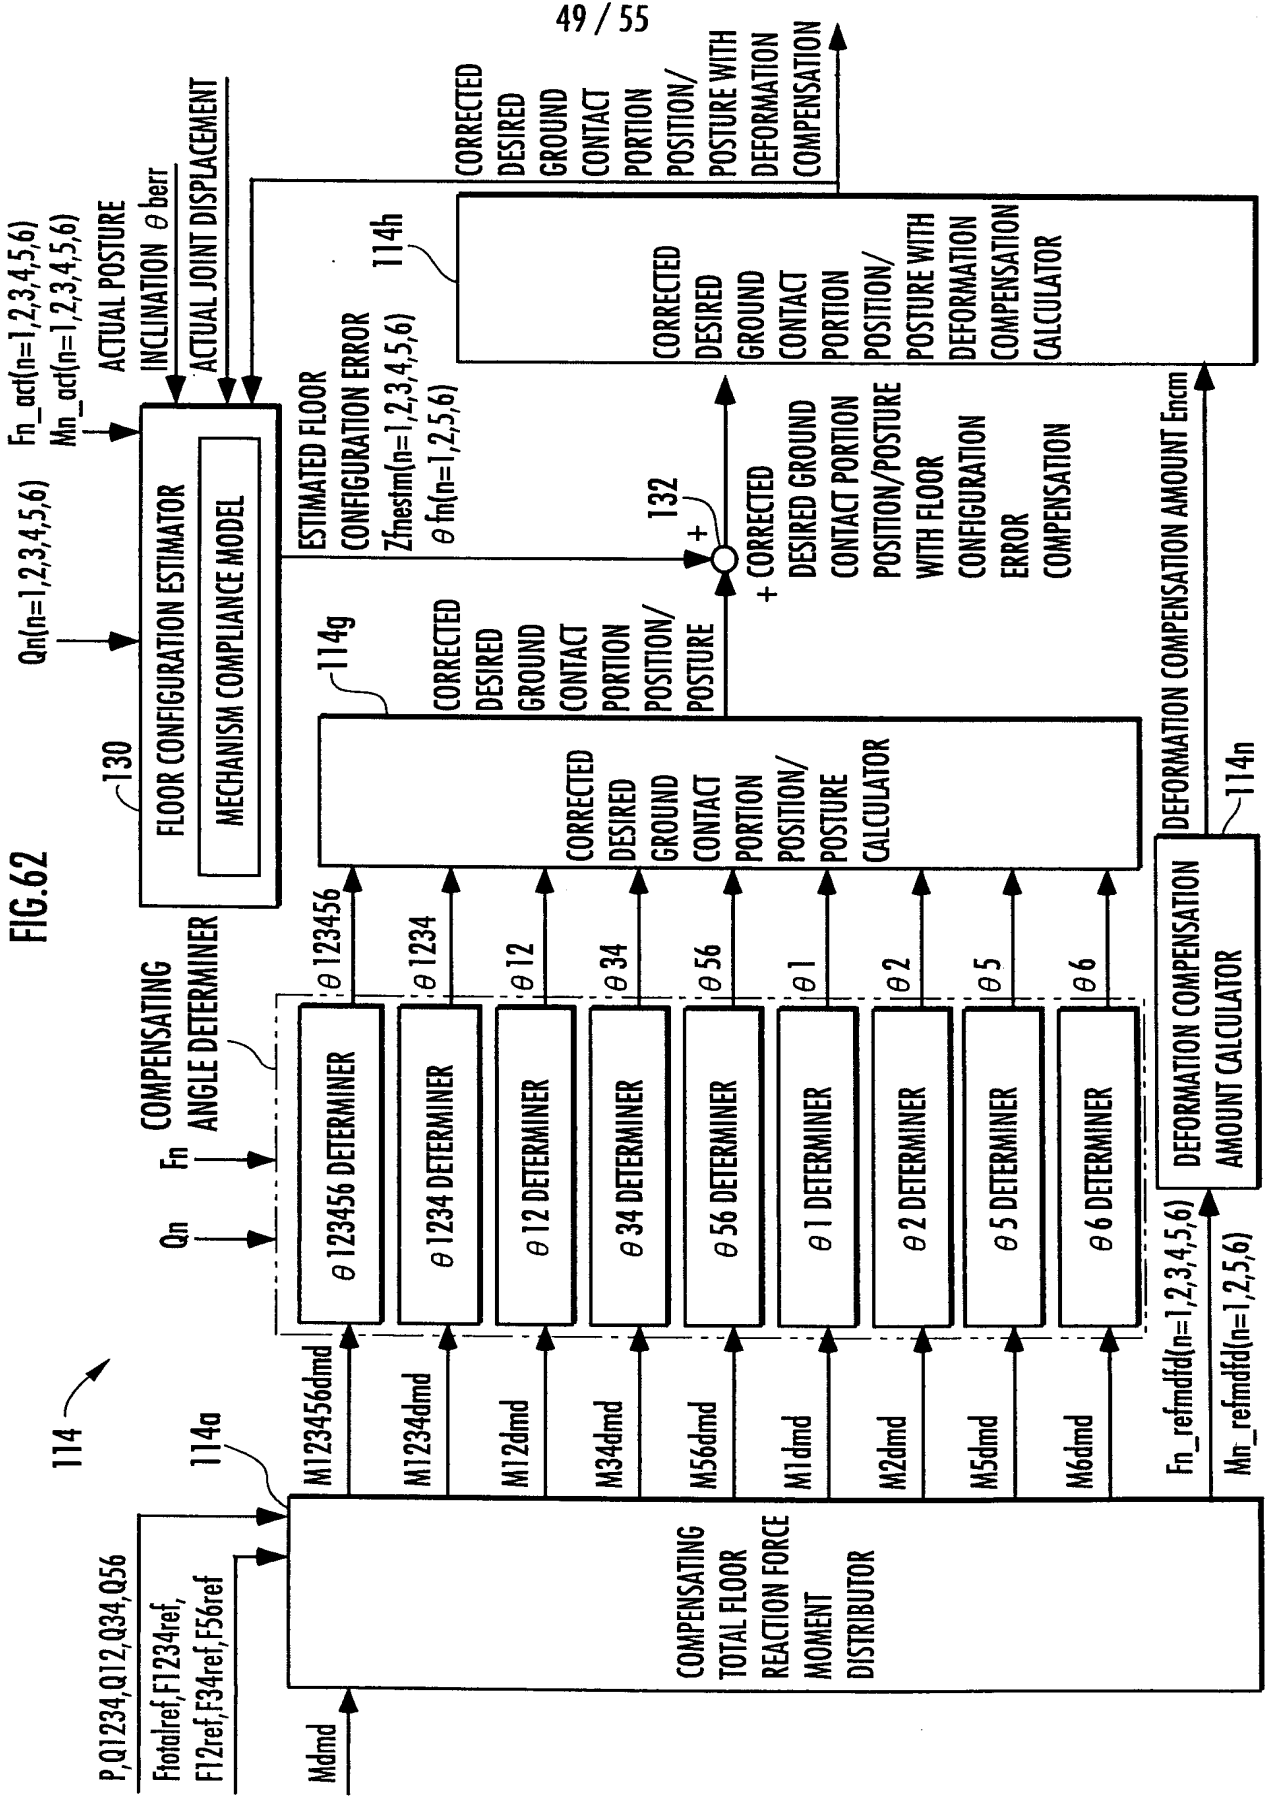 49 / 55
FIG.62
114
P,Q1234,Q12,Q34,Q56
Ftotalref,F1234ref,
F12ref,F34ref,F56ref
Mdmd
114a
COMPENSATING
TOTAL FLOOR
REACTION FORCE
MOMENT
DISTRIBUTOR
M123456dmd
M1234dmd
M12dmd
M34dmd
M56dmd
M1dmd
M2dmd
M5dmd
M6dmd
Fn_refmdfd(n=1,2,3,4,5,6)
Mn_refmdfd(n=1,2,5,6)
Qn
Fn
COMPENSATING
ANGLE DETERMINER
θ123456 DETERMINER
θ1234 DETERMINER
θ12 DETERMINER
θ34 DETERMINER
θ56 DETERMINER
θ1 DETERMINER
θ2 DETERMINER
θ5 DETERMINER
θ6 DETERMINER
θ123456
θ1234
θ12
θ34
θ56
θ1
θ2
θ5
θ6
DEFORMATION COMPENSATION
AMOUNT CALCULATOR
114n
DEFORMATION COMPENSATION AMOUNT Encm
CORRECTED
DESIRED
GROUND
CONTACT
PORTION
POSITION/
POSTURE
CALCULATOR
114g
CORRECTED
DESIRED
GROUND
CONTACT
PORTION
POSITION/
POSTURE
130
FLOOR CONFIGURATION ESTIMATOR
MECHANISM COMPLIANCE MODEL
Qn(n=1,2,3,4,5,6)
Fn_act(n=1,2,3,4,5,6)
Mn_act(n=1,2,3,4,5,6)
ACTUAL POSTURE
INCLINATION θberr
ACTUAL JOINT DISPLACEMENT
ESTIMATED FLOOR
CONFIGURATION ERROR
Zfnestm(n=1,2,3,4,5,6)
θfn(n=1,2,5,6)
132
+
+
CORRECTED
DESIRED GROUND
CONTACT PORTION
POSITION/POSTURE
WITH FLOOR
CONFIGURATION
ERROR
COMPENSATION
114h
CORRECTED
DESIRED
GROUND
CONTACT
PORTION
POSITION/
POSTURE WITH
DEFORMATION
COMPENSATION
CALCULATOR
CORRECTED
DESIRED
GROUND
CONTACT
PORTION
POSITION/
POSTURE WITH
DEFORMATION
COMPENSATION